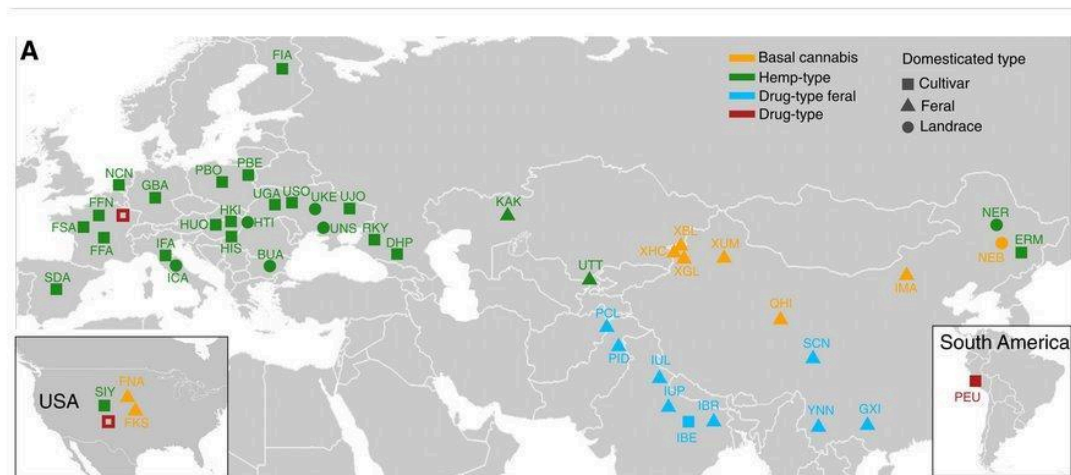 A
FIA
Basal cannabis
Hemp-type
Drug-type feral
Drug-type
Domesticated type
Cultivar
Feral
Landrace
NCN
GBA
PBO
PBE
FFN
FSA
FFA
UGA
USO
UKE
UJO
HUO
HKI
HTI
HIS
UNS
RKY
DHP
IFA
ICA
BUA
SDA
KAK
UTT
XBL
XHC
XGL
XUM
NER
NEB
ERM
IMA
QHI
PCL
PID
SCN
IUL
IUP
IBR
IBE
YNN
GXI
USA
SIY
FNA
FKS
South America
PEU